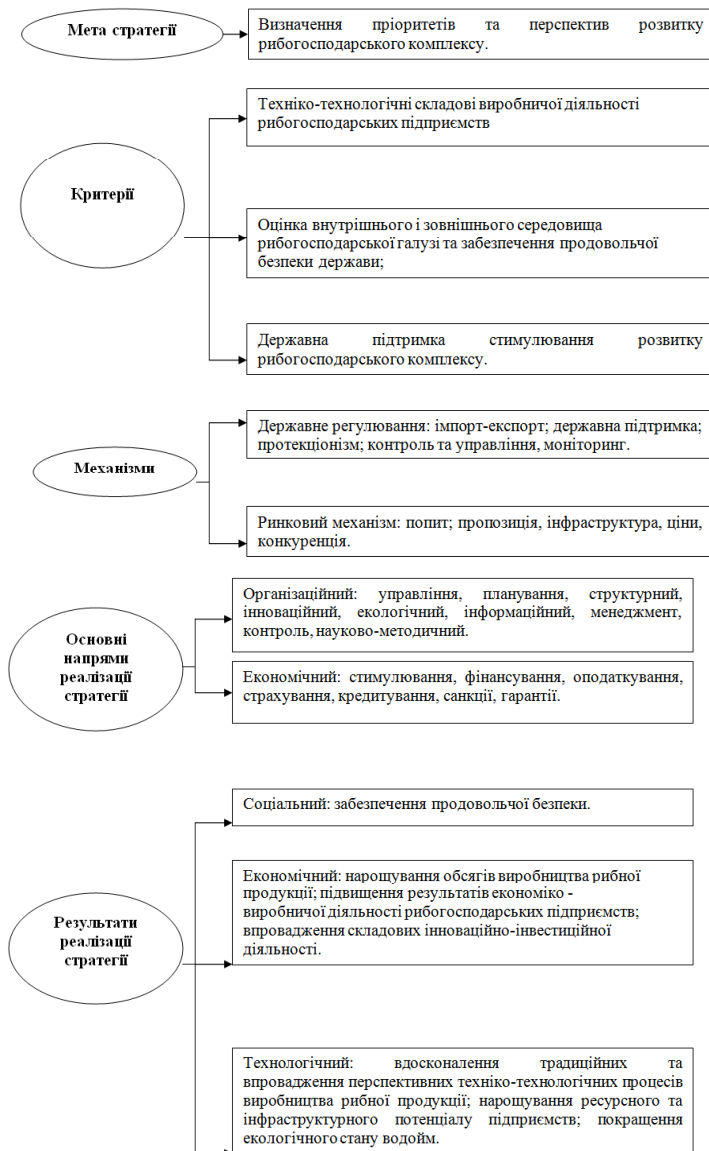 Мета стратегії
Визначення пріоритетів та перспектив розвитку
рибогосподарського комплексу.
Критерії
Техніко-технологічні складові виробничої діяльності
рибогосподарських підприємств
Оцінка внутрішнього і зовнішнього середовища
рибогосподарської галузі та забезпечення продовольчої
безпеки держави;
Державна підтримка стимулювання розвитку
рибогосподарського комплексу.
Механізми
Державне регулювання: імпорт-експорт; державна підтримка;
протекціонізм; контроль та управління, моніторинг.
Ринковий механізм: попит; пропозиція, інфраструктура, ціни,
конкуренція.
Основні
напрями
реалізації
стратегії
Організаційний: управління, планування, структурний,
інноваційний, екологічний, інформаційний, менеджмент,
контроль, науково-методичний.
Економічний: стимулювання, фінансування, оподаткування,
страхування, кредитування, санкції, гарантії.
Результати
реалізації
стратегії
Соціальний: забезпечення продовольчої безпеки.
Економічний: нарощування обсягів виробництва рибної
продукції; підвищення результатів економіко -
виробничої діяльності рибогосподарських підприємств;
впровадження складових інноваційно-інвестиційної
діяльності.
Технологічний: вдосконалення традиційних та
впровадження перспективних техніко-технологічних процесів
виробництва рибної продукції; нарощування ресурсного та
інфраструктурного потенціалу підприємств; покращення
екологічного стану водойм.